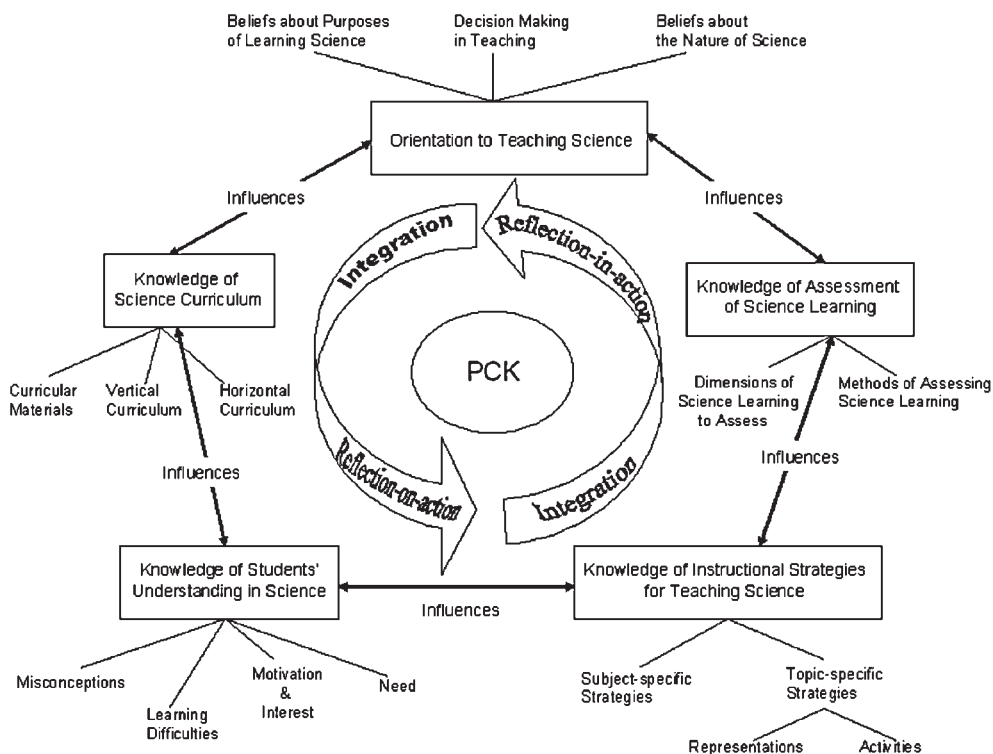 Beliefs about Purposes
of Learning Science
Decision Making
in Teaching
Beliefs about
the Nature of Science
Orientation to Teaching Science
Influences
Influences
Integration
Reflection-in-action
Knowledge of
Science Curriculum
Knowledge of Assessment
of Science Learning
PCK
Curricular
Materials
Vertical
Curriculum
Horizontal
Curriculum
Dimensions of
Science Learning
to Assess
Methods of Assessing
Science Learning
Influences
Influences
Reflection-on-action
Integration
Knowledge of Students'
Understanding in Science
Influences
Knowledge of Instructional Strategies
for Teaching Science
Misconceptions
Learning
Difficulties
Motivation
&
Interest
Need
Subject-specific
Strategies
Topic-specific
Strategies
Representations
Activities